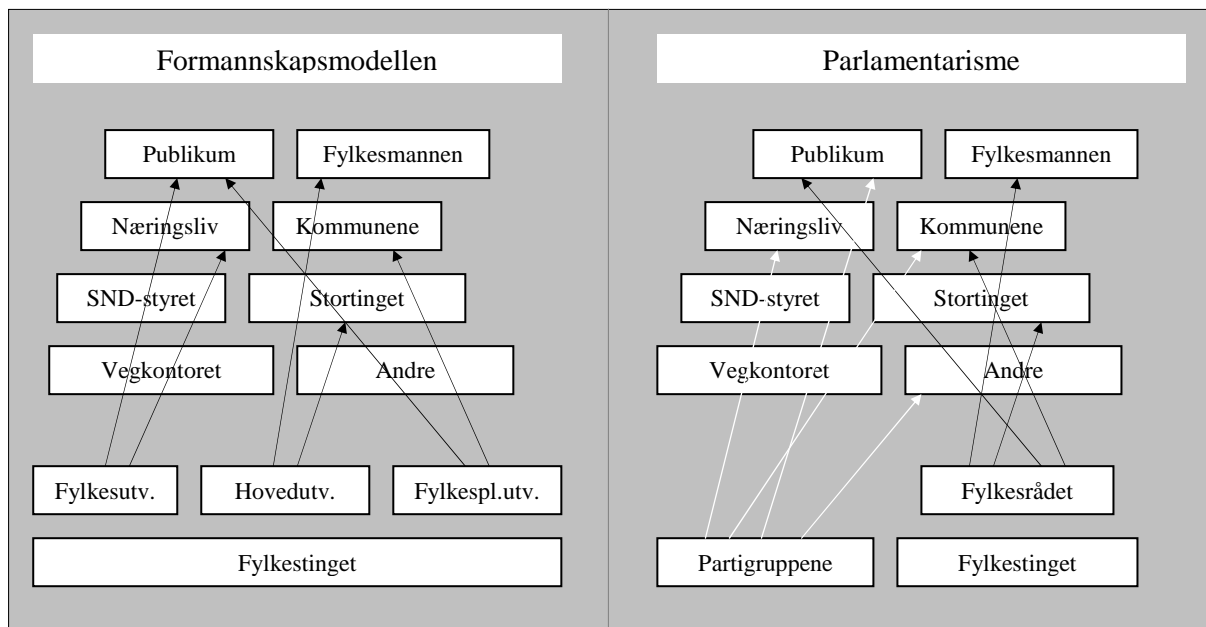 Formannskapsmodellen
Publikum
Fylkesmannen
Næringsliv
Kommunene
SND-styret
Stortinget
Vegkontoret
Andre
Fylkesutv.
Hovedutv.
Fylkespl.utv.
Fylkestinget
Parlamentarisme
Publikum
Fylkesmannen
Næringsliv
Kommunene
SND-styret
Stortinget
Vegkontoret
Andre
Fylkesrådet
Partigruppene
Fylkestinget